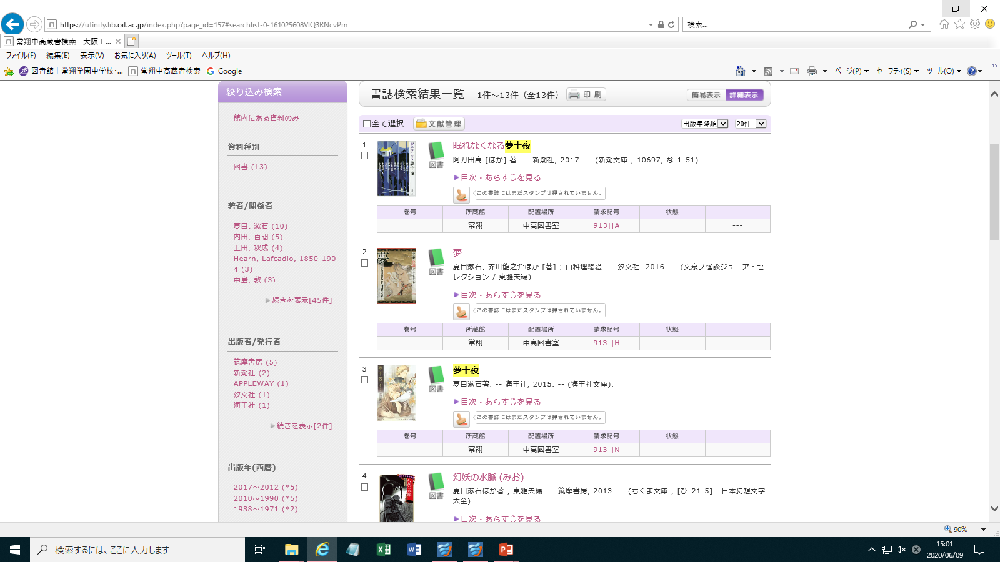 https://ufinity.lib.oit.ac.jp/index.php?page_id=157#searchlist-0-161025608VIQ3RNcvPm
検索...
常翔中高蔵書検索 - 大阪工...
ファイル(F) 編集(E) 表示(V) お気に入り(A) ツール(T) ヘルプ(H)
図書館 | 常翔学園中学校・... 常翔中高蔵書検索 Google
ページ(P) セーフティ(S) ツール(O)
絞り込み検索
館内にある資料のみ
資料種別
図書 (13)
著者/関係者
夏目, 漱石 (10)
内田, 百閒 (5)
上田, 秋成 (4)
Hearn, Lafcadio, 1850-190
4 (3)
中島, 敦 (3)
続きを表示[45件]
出版者/発行者
筑摩書房 (5)
新潮社 (2)
APPLEWAY (1)
汐文社 (1)
海王社 (1)
続きを表示[2件]
出版年(西暦)
2017～2012 (*5)
2010～1990 (*5)
1988～1971 (*2)
書誌検索結果一覧 1件～13件（全13件） 印 刷 簡易表示 詳細表示
全て選択 文献管理 出版年降順 20件
1
図書
眠れなくなる夢十夜
阿刀田高 [ほか] 著. -- 新潮社, 2017. -- (新潮文庫 ; 10697, な-1-51).
目次・あらすじを見る
この書誌にはまだスタンプは押されていません。
巻号 所蔵館 配置場所 請求記号 状態
常翔 中高図書室 913||A ---
2
図書
夢
夏目漱石, 芥川龍之介ほか [著] ; 山科理絵絵. -- 汐文社, 2016. -- (文豪ノ怪談ジュニア・セ
レクション / 東雅夫編).
目次・あらすじを見る
この書誌にはまだスタンプは押されていません。
巻号 所蔵館 配置場所 請求記号 状態
常翔 中高図書室 913||H ---
3
図書
夢十夜
夏目漱石著. -- 海王社, 2015. -- (海王社文庫).
目次・あらすじを見る
この書誌にはまだスタンプは押されていません。
巻号 所蔵館 配置場所 請求記号 状態
常翔 中高図書室 913||N ---
4
図書
幻妖の水脈 (みお)
夏目漱石ほか著 ; 東雅夫編. -- 筑摩書房, 2013. -- (ちくま文庫 ; [ひ-21-5] . 日本幻想文学
大全).
目次・あらすじを見る
90%
検索するには、ここに入力します
15:01
2020/06/09